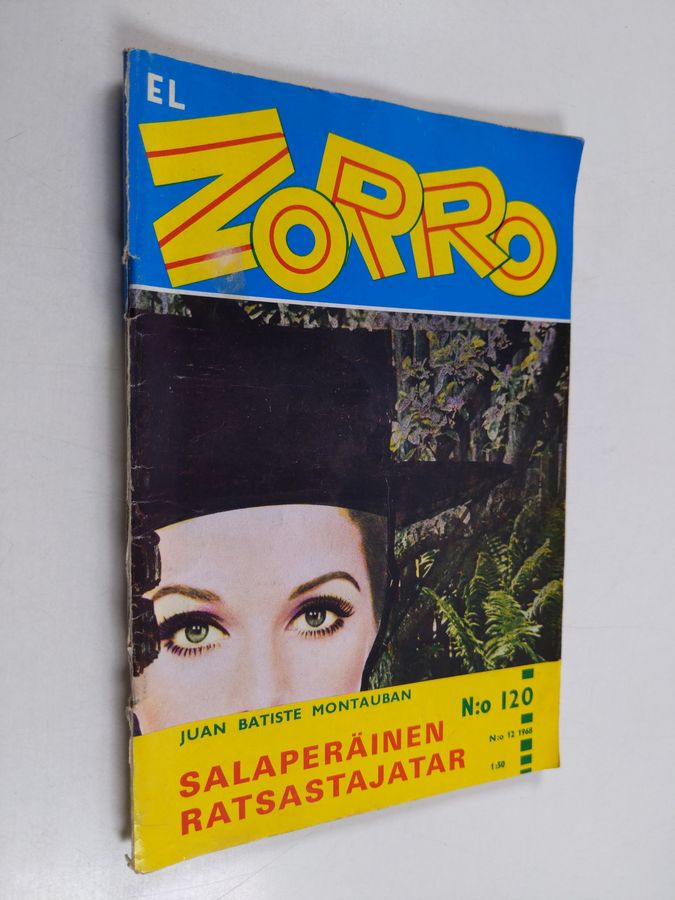 EL
ZORRO
JUAN BATISTE MONTAUBAN
N:o 120
SALAPERÄINEN
RATSASTAJATAR
N:o 12 1968
1:50